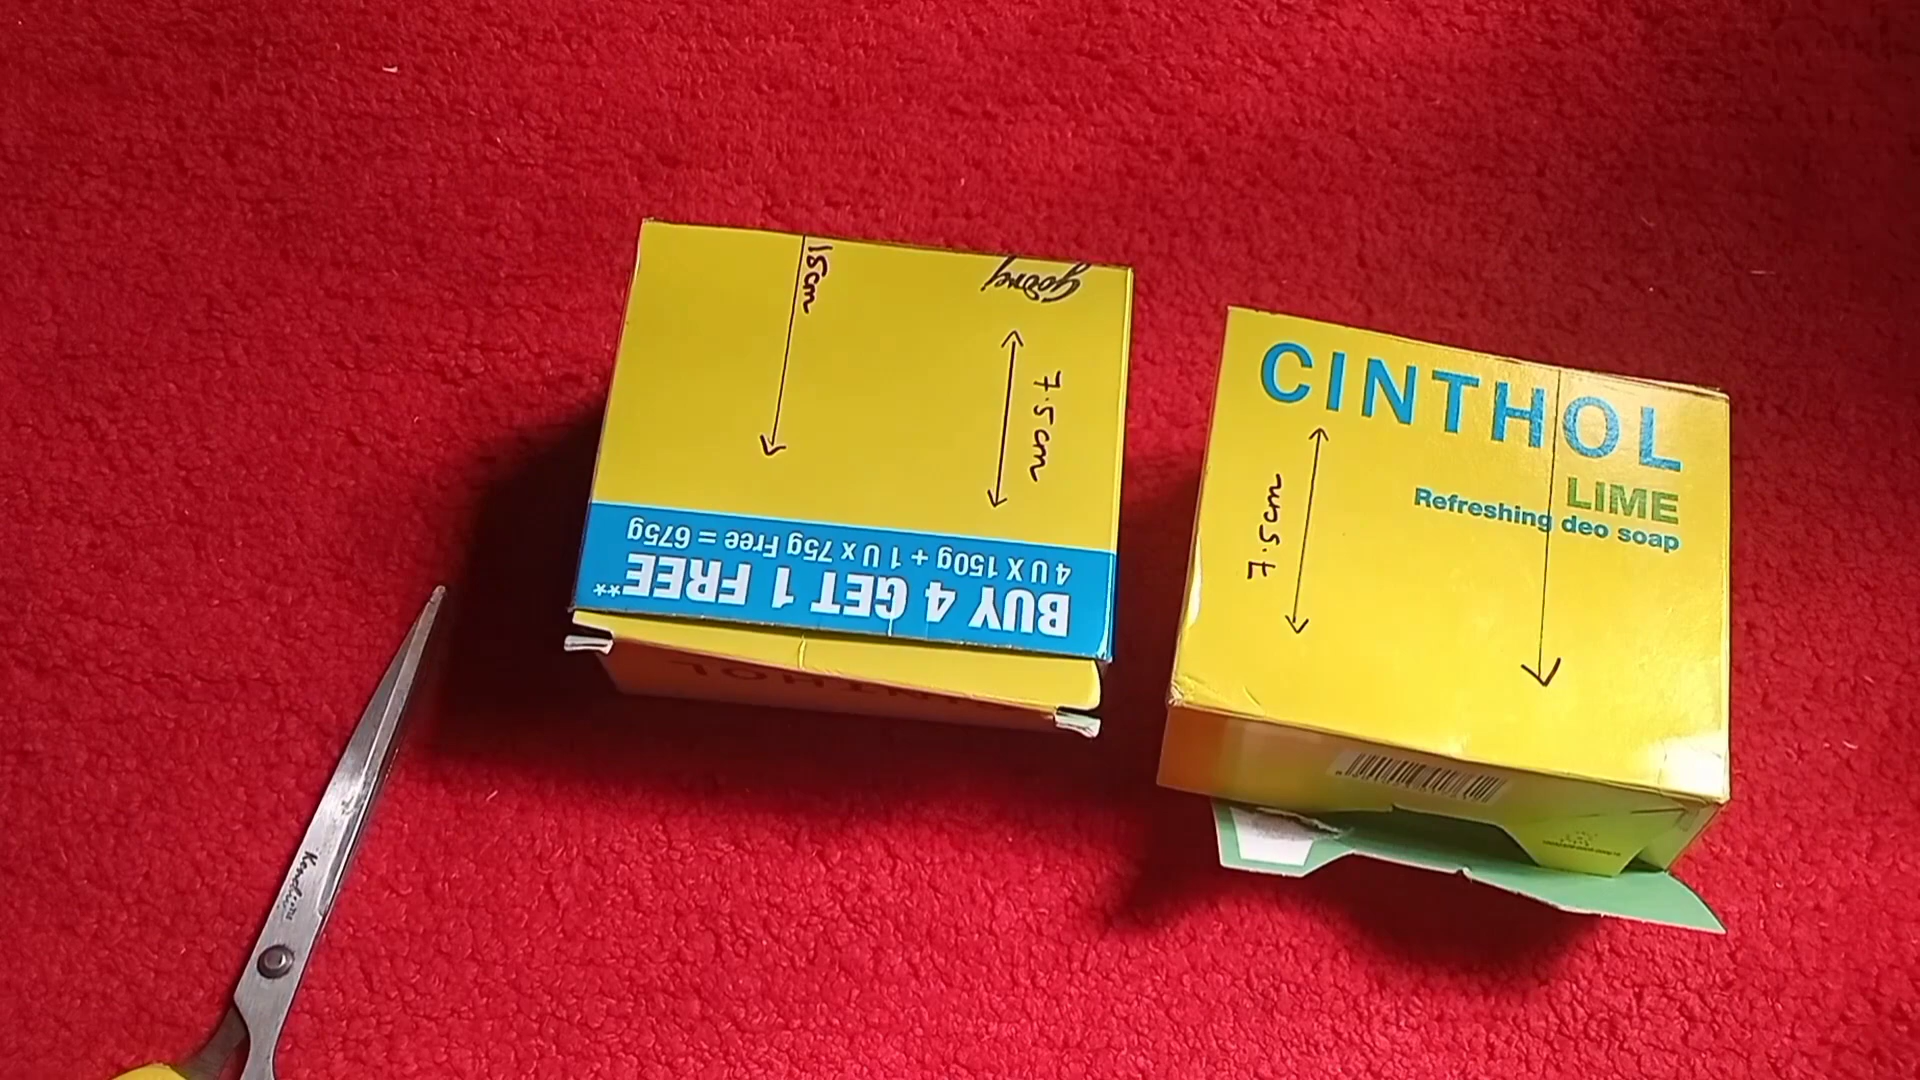 15cm
Godrej
7.5cm
BUY 4 GET 1 FREE**
4 U X 150g + 1 U x 75g Free = 675g
CINTHOL
LIME
Refreshing deo soap
7.5cm